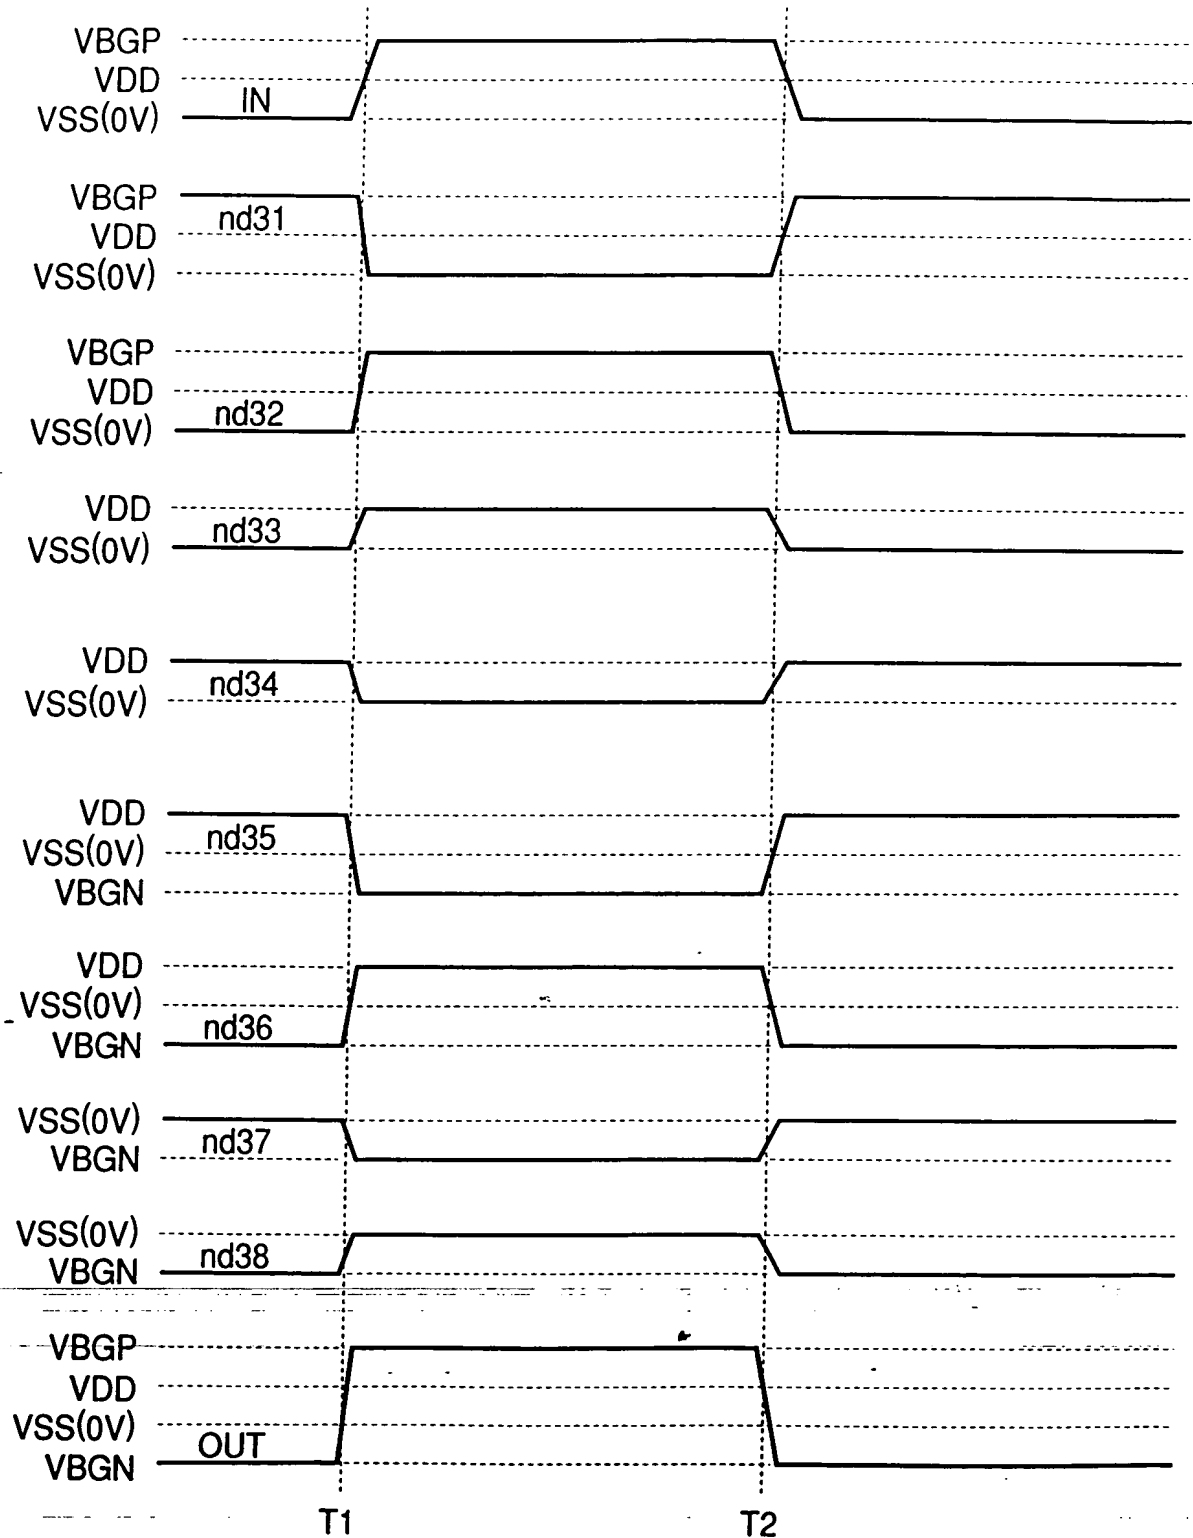 VBGP
VDD
IN
VSS(0V)
VBGP
nd31
VDD
VSS(0V)
VBGP
VDD
nd32
VSS(0V)
VDD
nd33
VSS(0V)
VDD
nd34
VSS(0V)
VDD
nd35
VSS(0V)
VBGN
VDD
VSS(0V)
nd36
VBGN
VSS(0V)
nd37
VBGN
VSS(0V)
nd38
VBGN
VBGP
VDD
VSS(0V)
OUT
VBGN
T1 T2